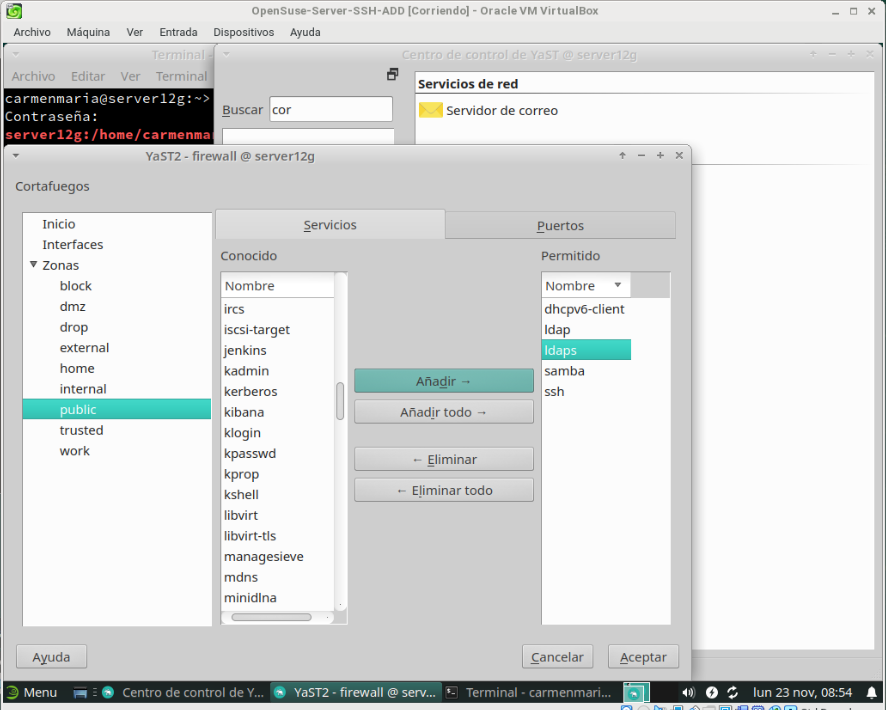 OpenSuse-Server-SSH-ADD [Corriendo] - Oracle VM VirtualBox
Archivo Máquina Ver Entrada Dispositivos Ayuda
Terminal -
Centro de control de YaST @ server12g
Archivo Editar Ver Terminal
carmenmaria@server12g:~>
Contraseña:
server12g:/home/carmenmar
Buscar cor
Servicios de red
Servidor de correo
YaST2 - firewall @ server12g
Cortafuegos
Inicio
Interfaces
Zonas
block
dmz
drop
external
home
internal
public
trusted
work
Servicios
Puertos
Conocido
Nombre
ircs
iscsi-target
jenkins
kadmin
kerberos
kibana
klogin
kpasswd
kprop
kshell
libvirt
libvirt-tls
managesieve
mdns
minidlna
Añadir →
Añadir todo →
← Eliminar
← Eliminar todo
Permitido
Nombre
dhcpv6-client
ldap
ldaps
samba
ssh
Ayuda
Cancelar
Aceptar
Menu
Centro de control de Y...
YaST2 - firewall @ serv...
Terminal - carmenmari...
lun 23 nov, 08:54